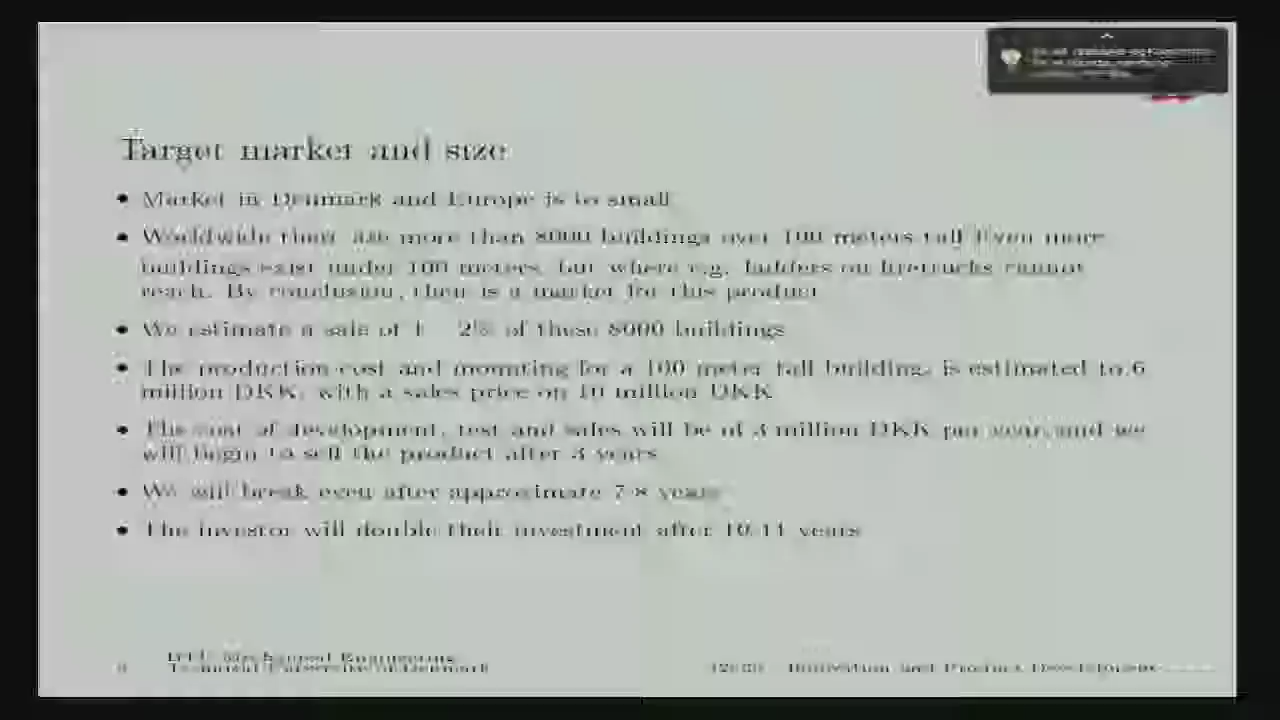 Target market and size
• Market in Denmark and Europe is to small
• Worldwide there are more than 8000 buildings over 100 meters tall Even more
buildings exist under 100 meters, but where e.g. ladders on firetrucks cannot
reach. By conclusion, there is a market for this product
• We estimate a sale of 1 2% of these 8000 buildings
• The production cost and mounting for a 100 meter tall building, is estimated to 6
million DKK, with a sales price on 10 million DKK
• The cost of development, test and sales will be of 3 million DKK per year, and we
will begin to sell the product after 3 years
• We will break even after approximate 7-8 years
• The investor will double their investment after 10-11 years
DTU Mechanical Engineering
Technical University of Denmark
Innovation and Product Development